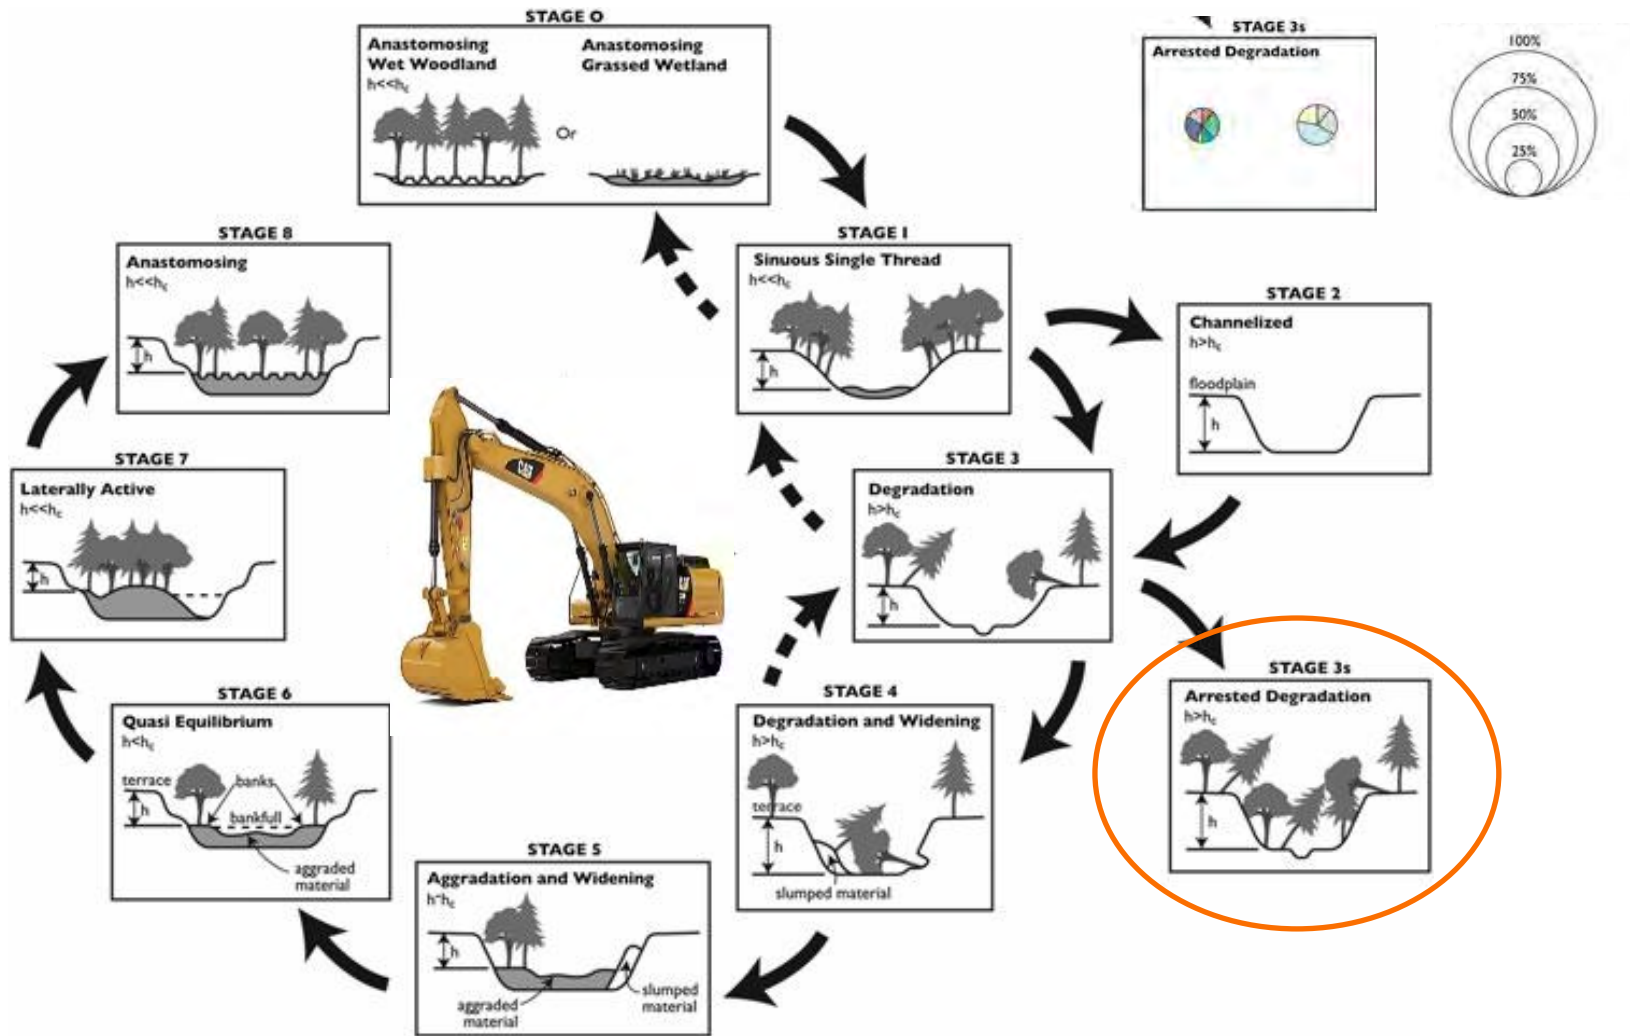 STAGE 0
Anastomosing
Wet Woodland
h<<hc
Or
Anastomosing
Grassed Wetland
STAGE 3s
Arrested Degradation
100%
75%
50%
25%
STAGE 8
Anastomosing
h<<hc
h
STAGE 1
Sinuous Single Thread
h<<hc
h
STAGE 2
Channelized
h>hc
floodplain
h
STAGE 7
Laterally Active
h<<hc
h
CAT
STAGE 3
Degradation
h>hc
h
STAGE 6
Quasi Equilibrium
h<hc
terrace
banks
h
bankfull
aggraded
material
STAGE 4
Degradation and Widening
h>hc
terrace
h
slumped material
STAGE 3s
Arrested Degradation
h>hc
h
STAGE 5
Aggradation and Widening
h~hc
h
aggraded
material
slumped
material